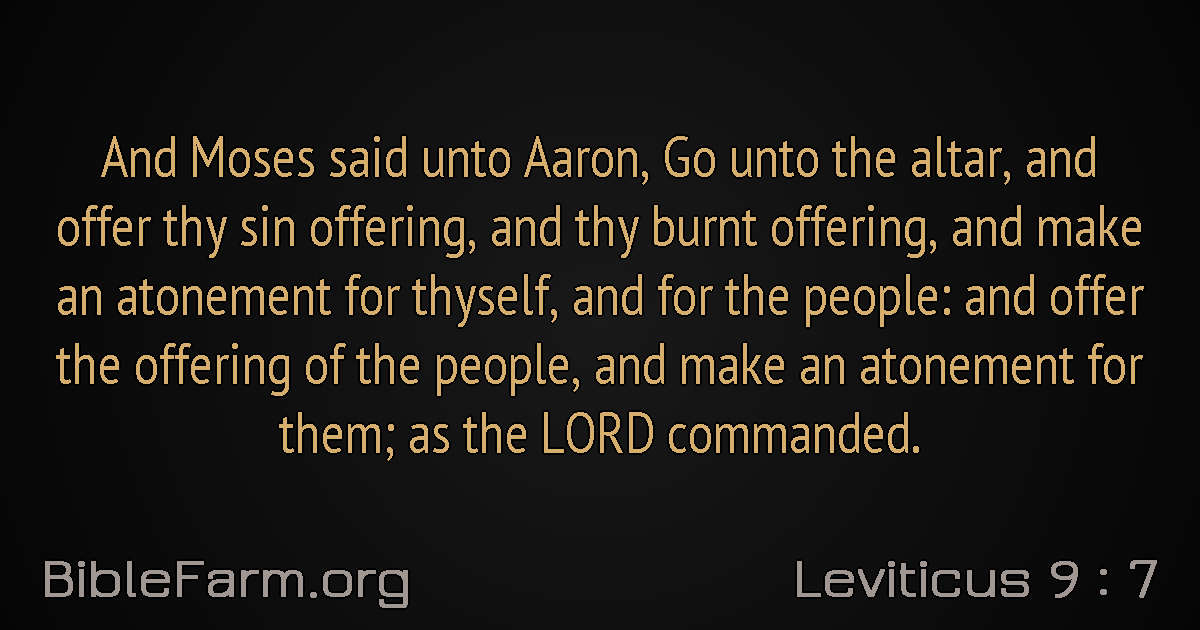 And Moses said unto Aaron, Go unto the altar, and
offer thy sin offering, and thy burnt offering, and make
an atonement for thyself, and for the people: and offer
the offering of the people, and make an atonement for
them; as the LORD commanded.
BibleFarm.org
Leviticus 9 : 7